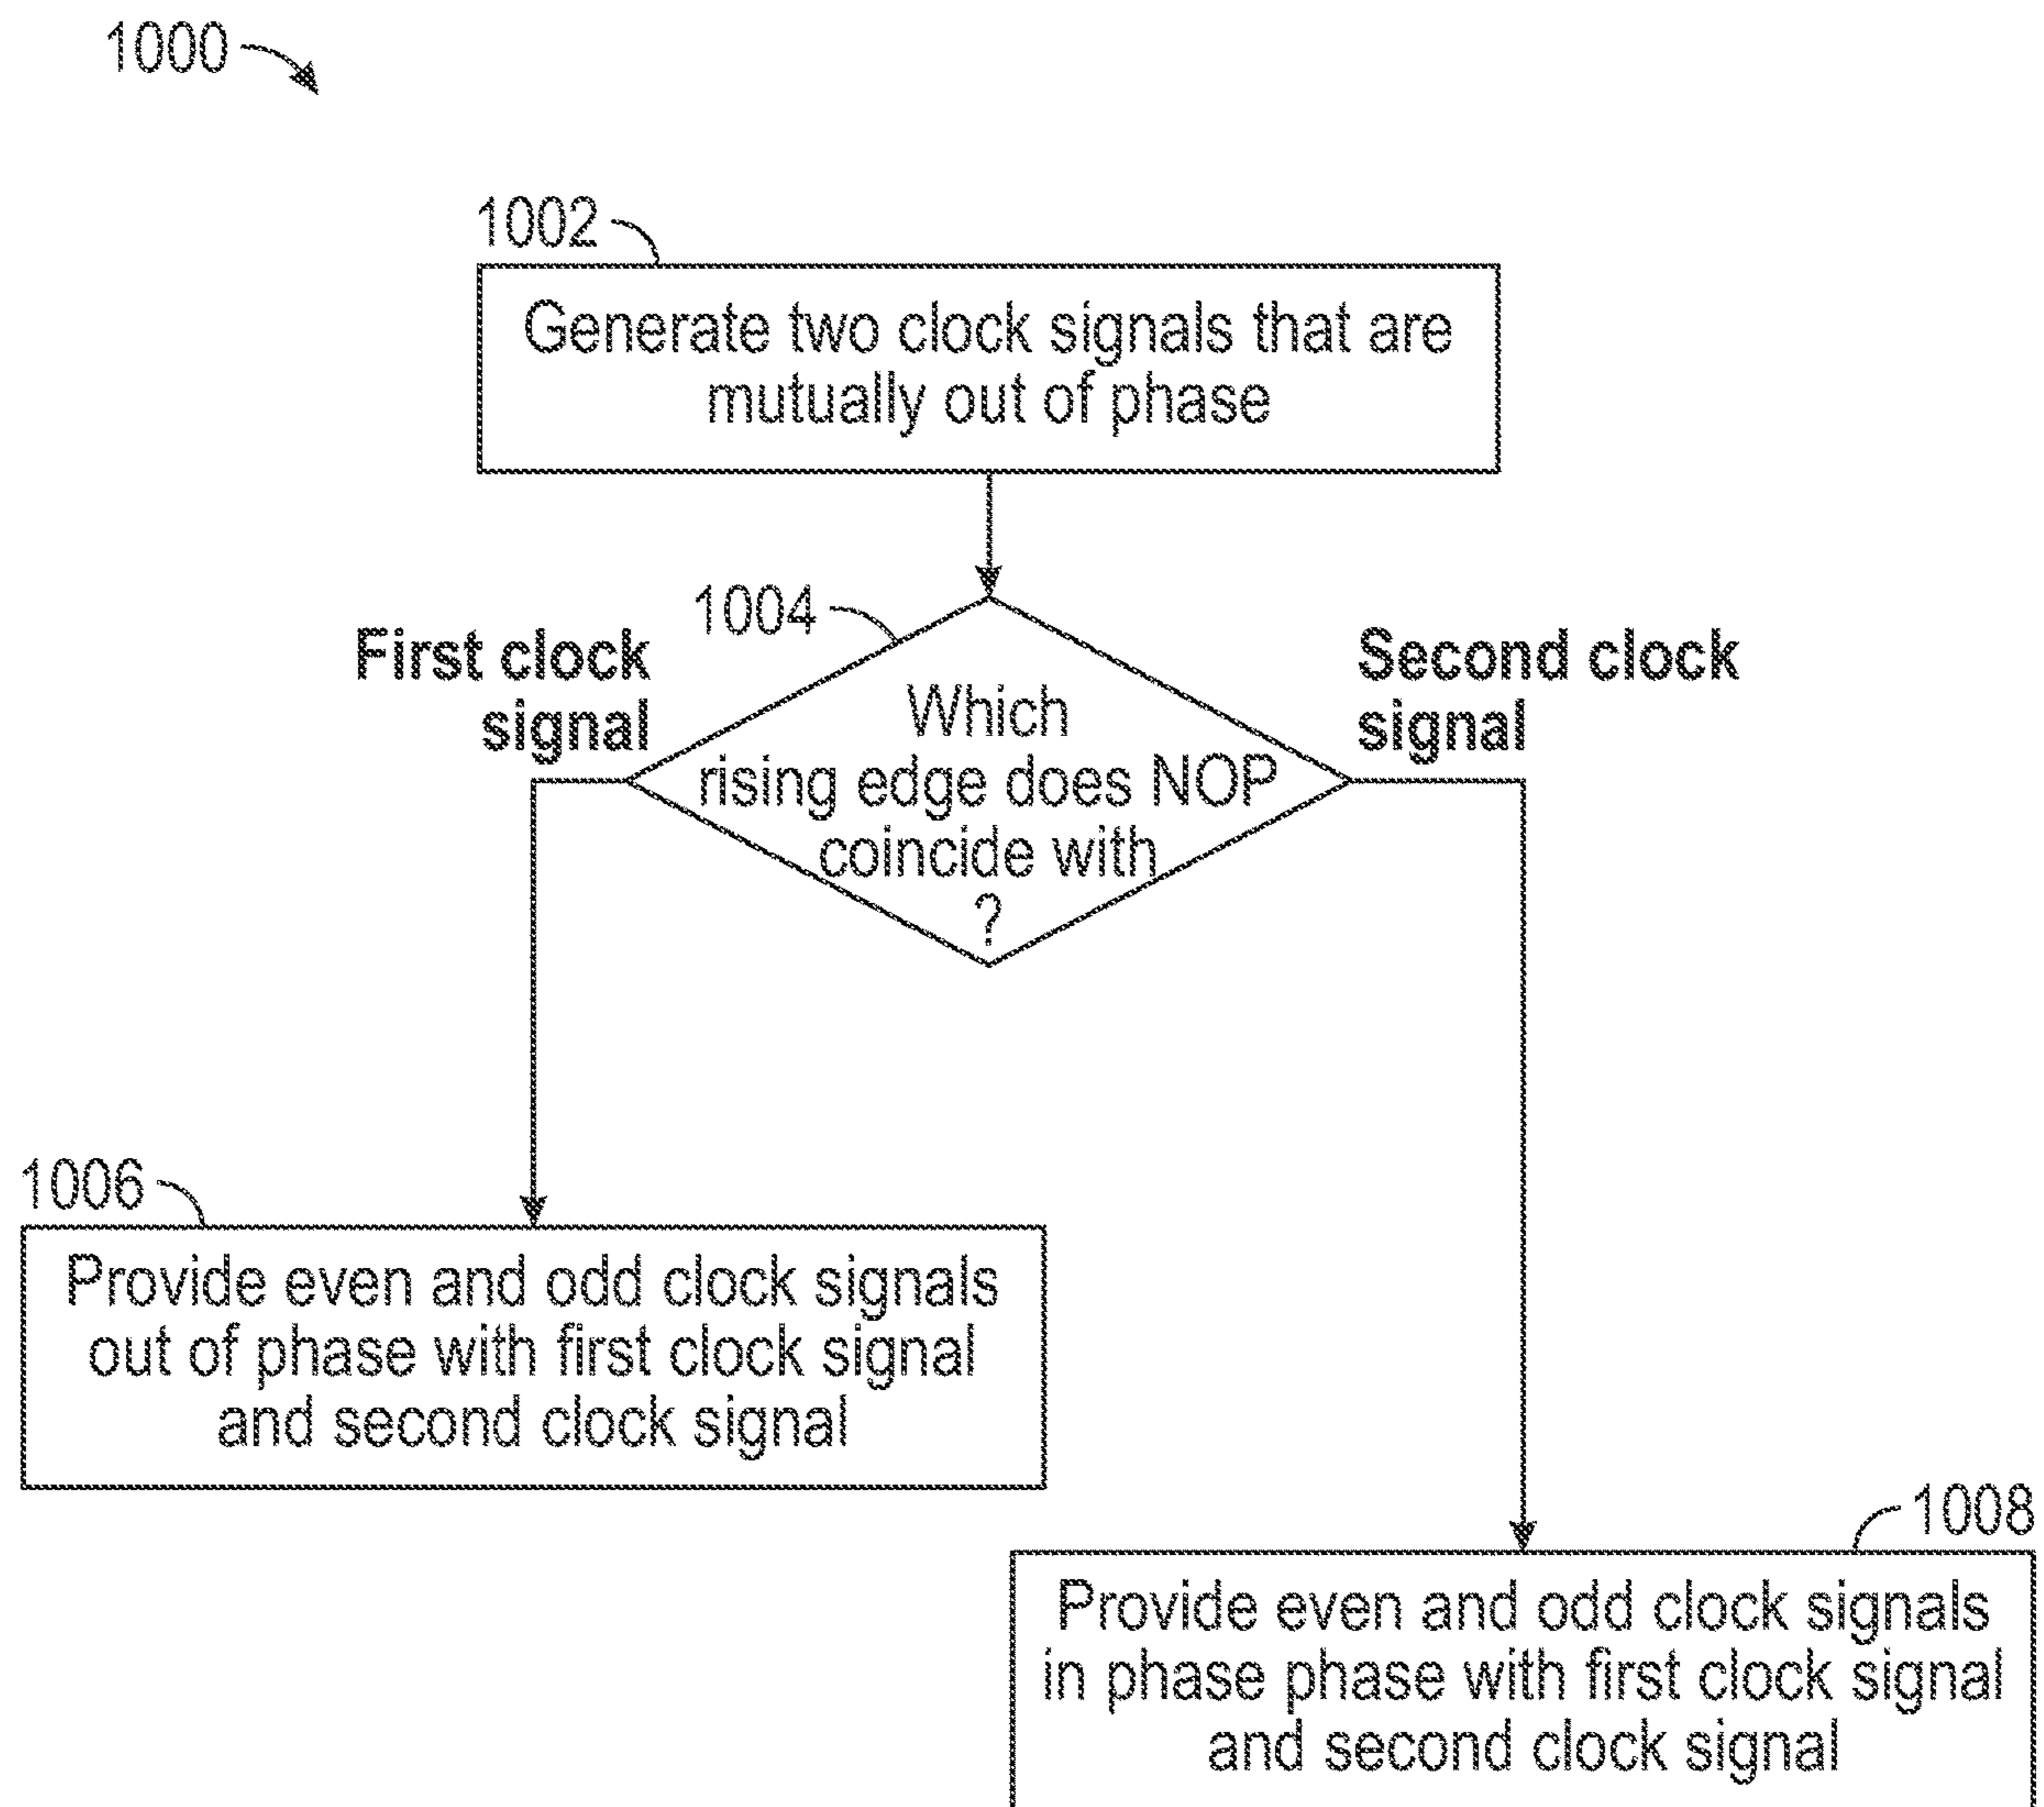 1000
1002
Generate two clock signals that are
mutually out of phase
1004
First clock
signal
Second clock
signal
Which
rising edge does NOP
coincide with
?
1006
Provide even and odd clock signals
out of phase with first clock signal
and second clock signal
1008
Provide even and odd clock signals
in phase phase with first clock signal
and second clock signal